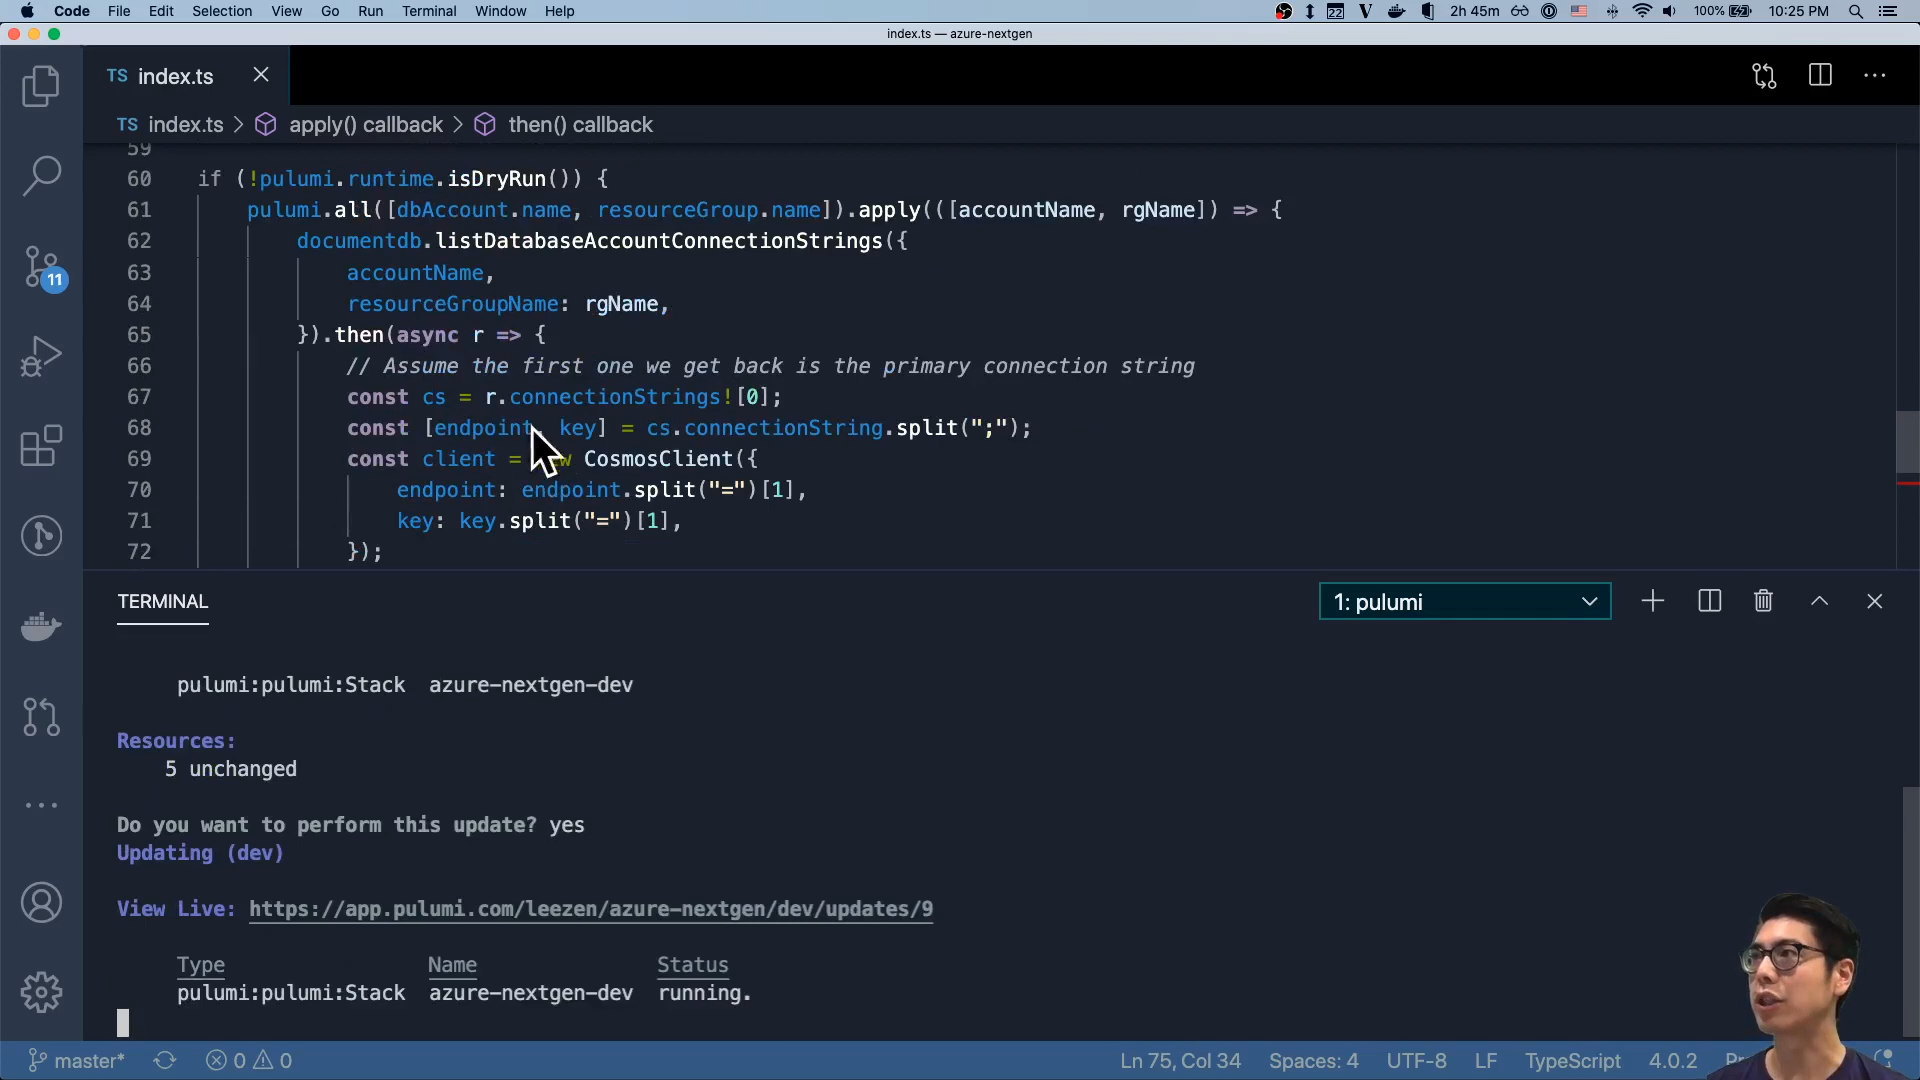 Code File Edit Selection View Go Run Terminal Window Help 22 V 2h 45m 100% 10:25 PM
index.ts — azure-nextgen
TS index.ts
TS index.ts > apply() callback > then() callback
59
60 if (!pulumi.runtime.isDryRun()) {
61 pulumi.all([dbAccount.name, resourceGroup.name]).apply(([accountName, rgName]) => {
62 documentdb.listDatabaseAccountConnectionStrings({
63 accountName,
64 resourceGroupName: rgName,
65 }).then(async r => {
66 // Assume the first one we get back is the primary connection string
67 const cs = r.connectionStrings![0];
68 const [endpoint, key] = cs.connectionString.split(";");
69 const client = CosmosClient({
70 endpoint: endpoint.split("=")[1],
71 key: key.split("=")[1],
72 });
11
TERMINAL
1: pulumi
pulumi:pulumi:Stack azure-nextgen-dev
Resources:
5 unchanged
Do you want to perform this update? yes
Updating (dev)
View Live: https://app.pulumi.com/leezen/azure-nextgen/dev/updates/9
Type Name Status
pulumi:pulumi:Stack azure-nextgen-dev running.
master* 0 0 Ln 75, Col 34 Spaces: 4 UTF-8 LF TypeScript 4.0.2